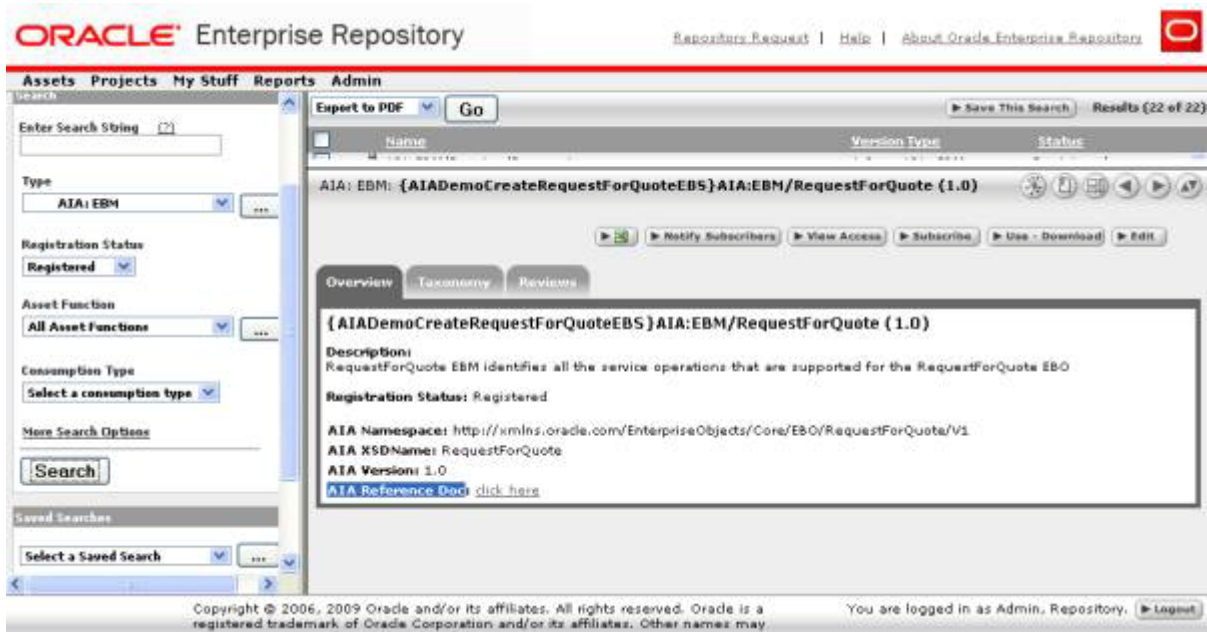 ORACLE Enterprise Repository
Repository Request | Help | About Oracle Enterprise Repository
Assets Projects My Stuff Reports Admin
Search
Enter Search String (?)
Type
AIA: EBM
...
Registration Status
Registered
Asset Function
All Asset Functions
...
Consumption Type
Select a consumption type
More Search Options
Search
Saved Searches
Select a Saved Search
...
Export to PDF Go Save This Search Results (22 of 22)
Name Version Type Status
AIA: EBM: {AIADemoCreateRequestForQuoteEBS}AIA:EBM/RequestForQuote (1.0)
Notify Subscribers View Access Subscribe Use - Download Edit
Overview Taxonomy Reviews
{AIADemoCreateRequestForQuoteEBS}AIA:EBM/RequestForQuote (1.0)
Description:
RequestForQuote EBM identifies all the service operations that are supported for the RequestForQuote EBO
Registration Status: Registered
AIA Namespace: http://xmlns.oracle.com/EnterpriseObjects/Core/EBO/RequestForQuote/V1
AIA XSDName: RequestForQuote
AIA Version: 1.0
AIA Reference Doc: click here
Copyright © 2006, 2009 Oracle and/or its affiliates. All rights reserved. Oracle is a
registered trademark of Oracle Corporation and/or its affiliates. Other names may
You are logged in as Admin, Repository. Logout